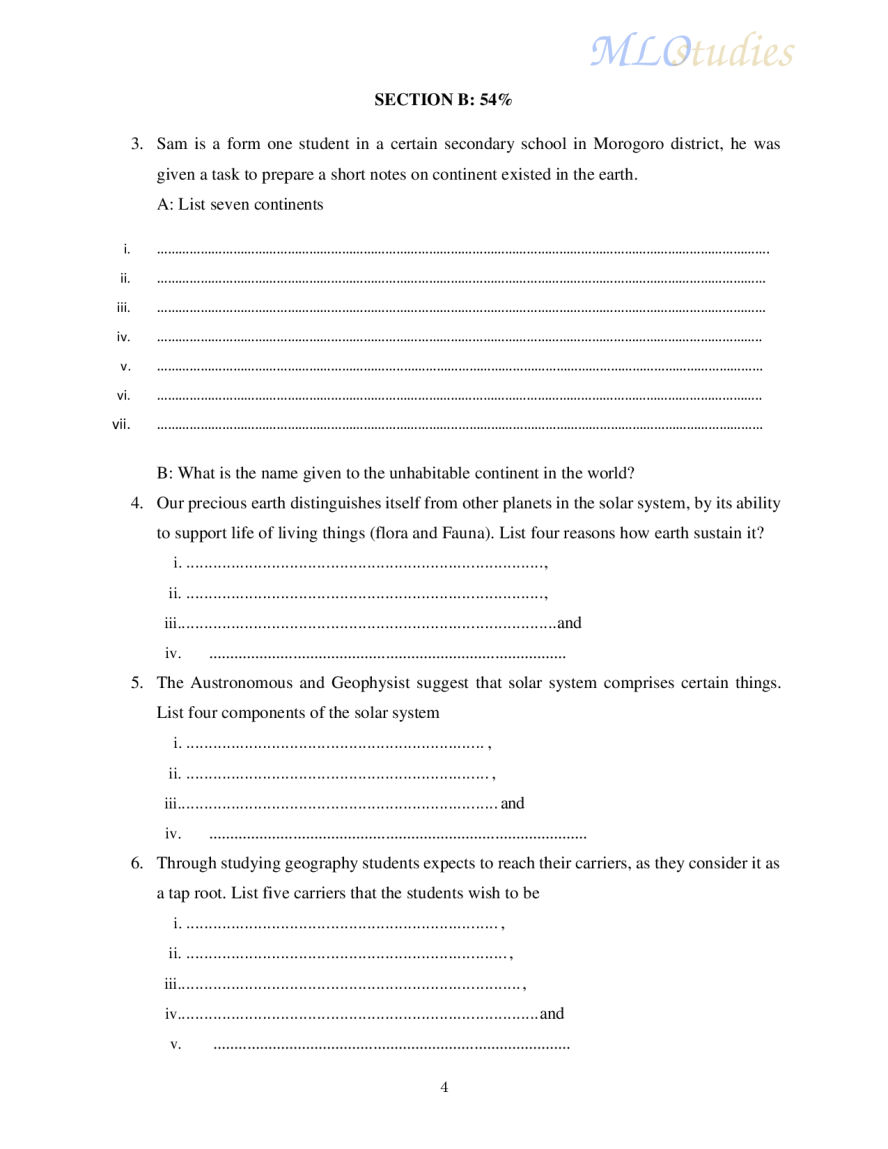 MLOstudies
SECTION B: 54%
3. Sam is a form one student in a certain secondary school in Morogoro district, he was
given a task to prepare a short notes on continent existed in the earth.
A: List seven continents
i. ................................................................................
ii. ................................................................................
iii. ................................................................................
iv. ................................................................................
v. ................................................................................
vi. ................................................................................
vii. ................................................................................
B: What is the name given to the unhabitable continent in the world?
4. Our precious earth distinguishes itself from other planets in the solar system, by its ability
to support life of living things (flora and Fauna). List four reasons how earth sustain it?
i. ................................................................................,
ii. ................................................................................,
iii.................................................................................and
iv. ................................................................................
5. The Austronomous and Geophysist suggest that solar system comprises certain things.
List four components of the solar system
i. .................................................................. ,
ii. ................................................................... ,
iii....................................................................... and
iv. ................................................................................
6. Through studying geography students expects to reach their carriers, as they consider it as
a tap root. List five carriers that the students wish to be
i. ..................................................................... ,
ii. ....................................................................... ,
iii............................................................................,
iv................................................................................and
v. ................................................................................
4